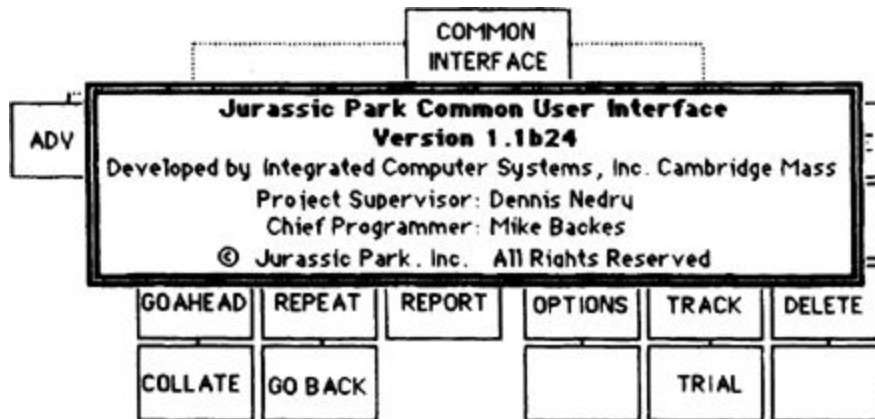 COMMON
INTERFACE
ADV
Jurassic Park Common User Interface
Version 1.1b24
Developed by Integrated Computer Systems, Inc. Cambridge Mass
Project Supervisor: Dennis Nedry
Chief Programmer: Mike Backes
© Jurassic Park. Inc. All Rights Reserved
GOAHEAD REPEAT REPORT OPTIONS TRACK DELETE
COLLATE GO BACK TRIAL